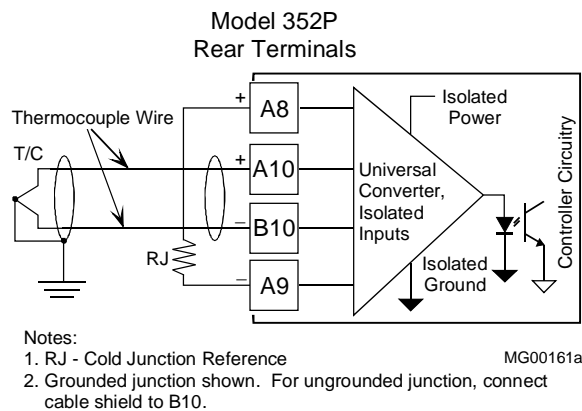 Model 352P
Rear Terminals
+
A8
Isolated
Power
Thermocouple Wire
T/C
+
A10
Universal
Converter,
Isolated
Inputs
Controller Circuitry
–
B10
RJ
–
A9
Isolated
Ground
Notes:
1. RJ - Cold Junction Reference
MG00161a
2. Grounded junction shown. For ungrounded junction, connect
cable shield to B10.